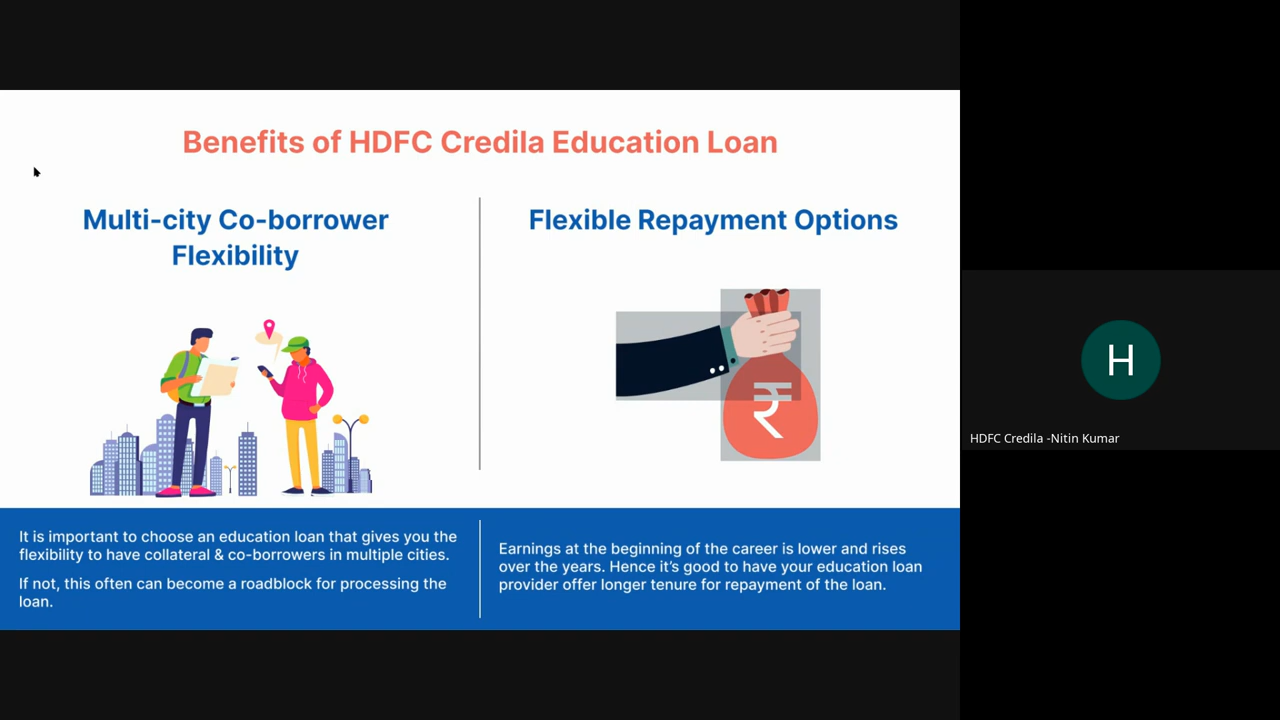 Benefits of HDFC Credila Education Loan
Multi-city Co-borrower
Flexibility
It is important to choose an education loan that gives you the
flexibility to have collateral & co-borrowers in multiple cities.
If not, this often can become a roadblock for processing the
loan.
Flexible Repayment Options
₹
Earnings at the beginning of the career is lower and rises
over the years. Hence it's good to have your education loan
provider offer longer tenure for repayment of the loan.
H
HDFC Credila -Nitin Kumar